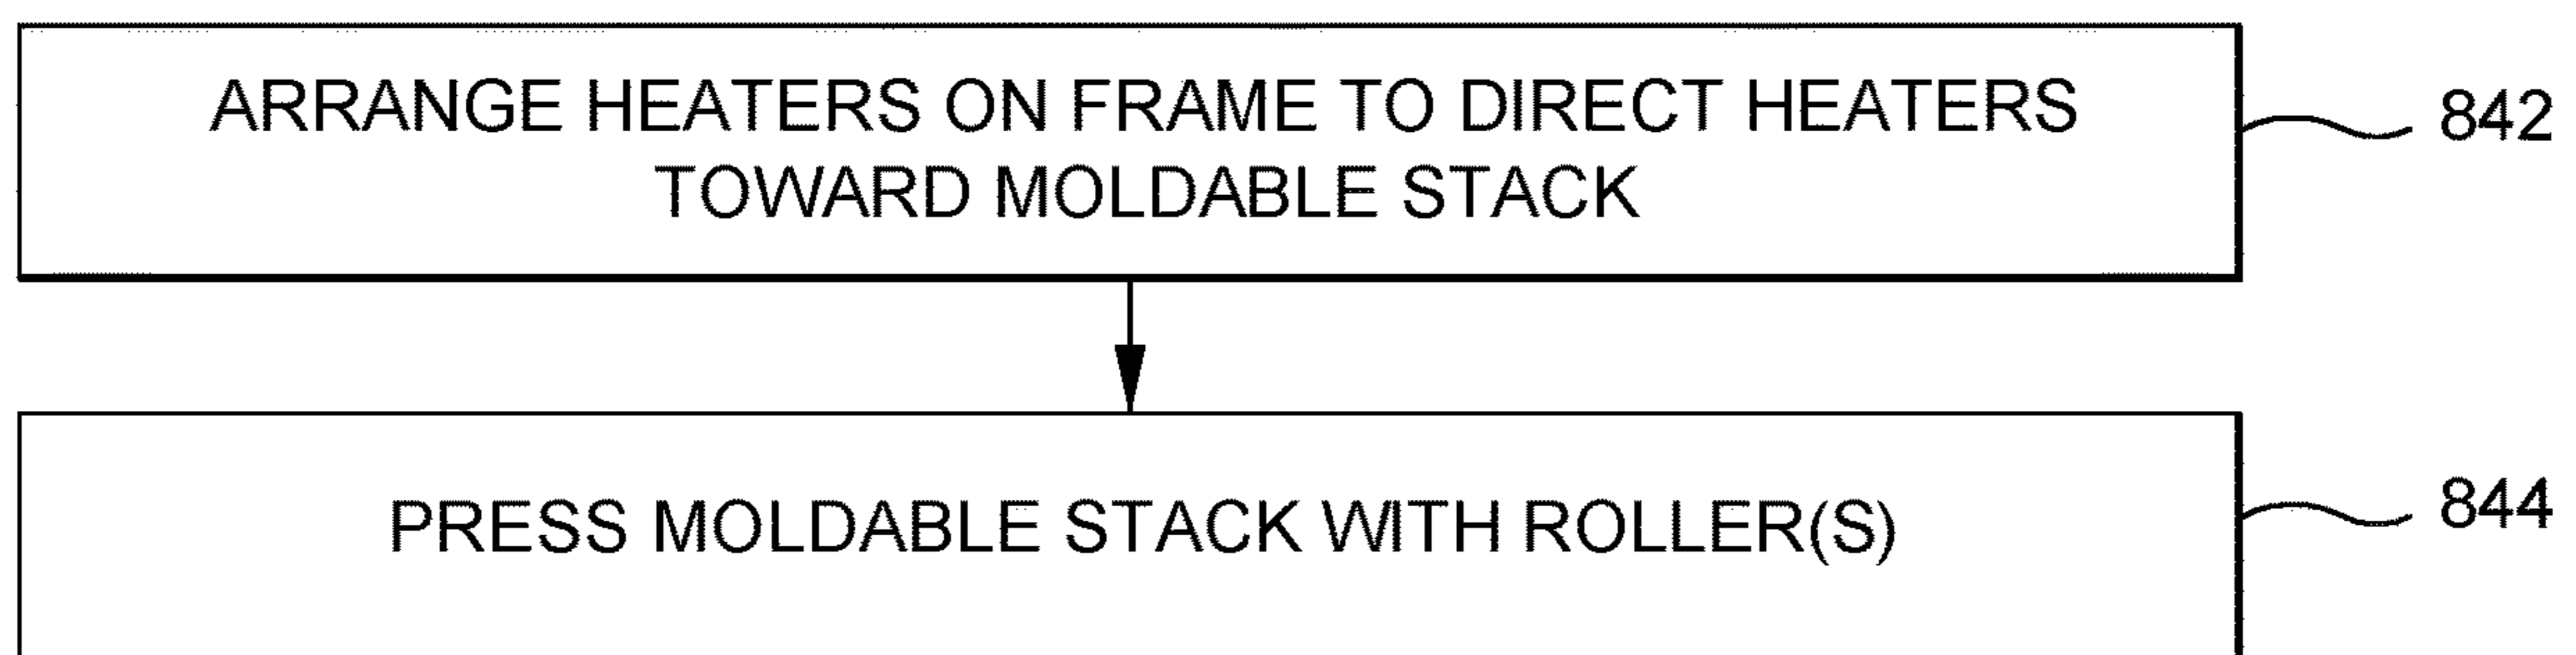 ARRANGE HEATERS ON FRAME TO DIRECT HEATERS
TOWARD MOLDABLE STACK
842
PRESS MOLDABLE STACK WITH ROLLER(S)
844